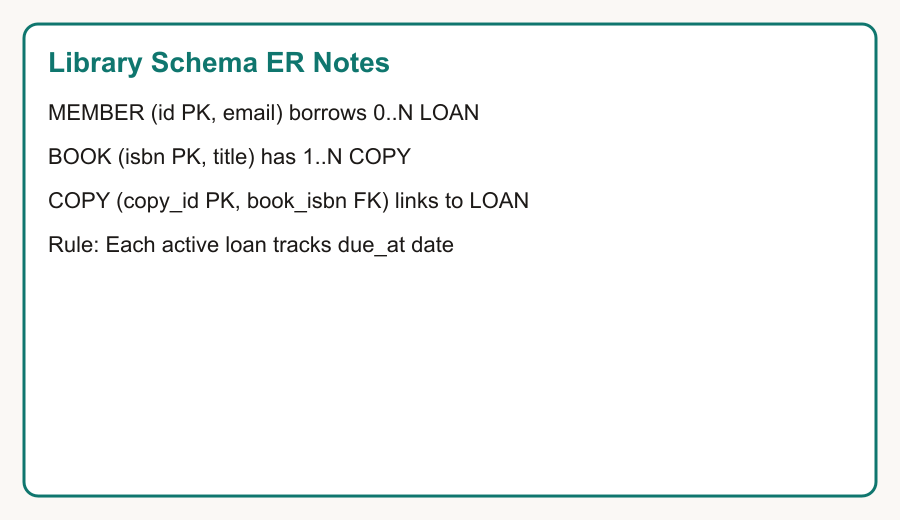 Library Schema ER Notes
MEMBER (id PK, email) borrows 0..N LOAN
BOOK (isbn PK, title) has 1..N COPY
COPY (copy_id PK, book_isbn FK) links to LOAN
Rule: Each active loan tracks due_at date